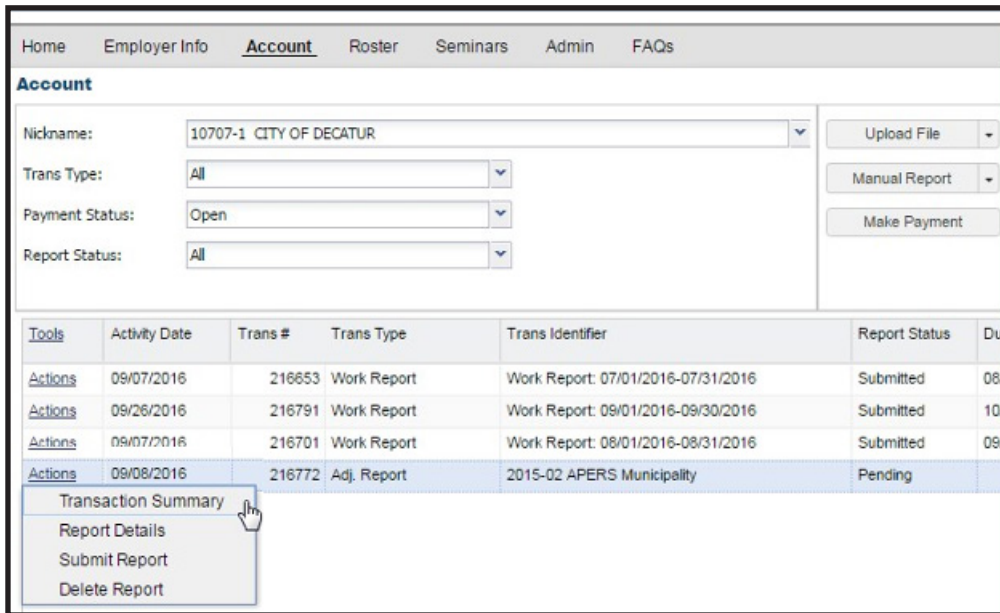 Home Employer Info Account Roster Seminars Admin FAQs
Account
Nickname: 10707-1 CITY OF DECATUR Upload File
Trans Type: All Manual Report
Payment Status: Open Make Payment
Report Status: All
Tools Activity Date Trans # Trans Type Trans Identifier Report Status Du
Actions 09/07/2016 216653 Work Report Work Report: 07/01/2016-07/31/2016 Submitted 08
Actions 09/26/2016 216791 Work Report Work Report: 09/01/2016-09/30/2016 Submitted 10
Actions 09/07/2016 216701 Work Report Work Report: 08/01/2016-08/31/2016 Submitted 09
Actions 09/08/2016 216772 Adj. Report 2015-02 APERS Municipality Pending
Transaction Summary
Report Details
Submit Report
Delete Report